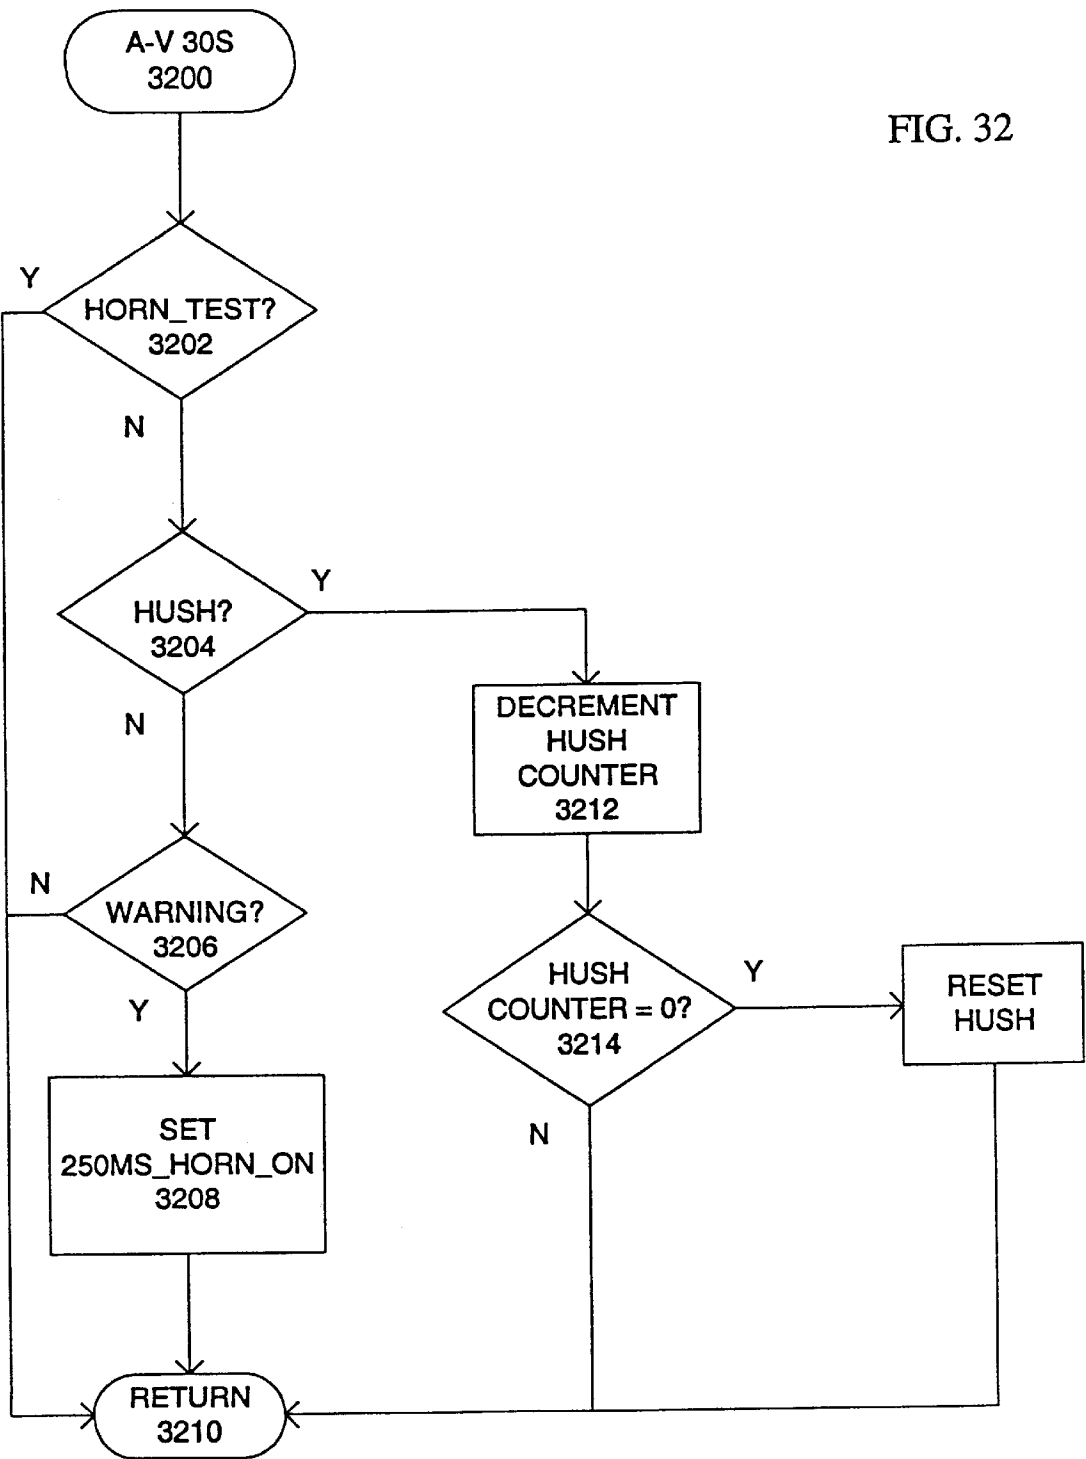 A-V 30S
3200
FIG. 32
Y
HORN_TEST?
3202
N
HUSH?
3204
Y
N
DECREMENT
HUSH
COUNTER
3212
N
WARNING?
3206
Y
HUSH
COUNTER = 0?
3214
Y
RESET
HUSH
N
SET
250MS_HORN_ON
3208
RETURN
3210